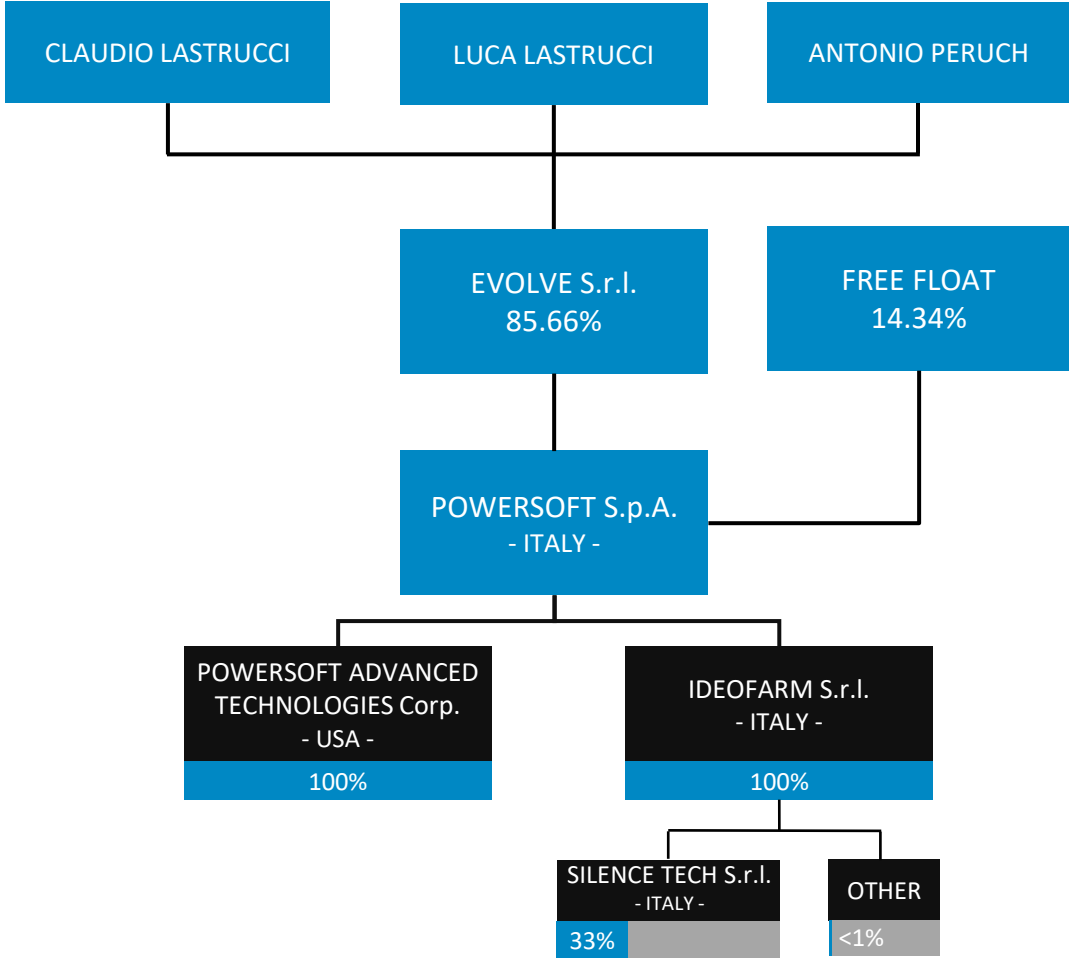 CLAUDIO LASTRUCCI
LUCA LASTRUCCI
ANTONIO PERUCH
EVOLVE S.r.l.
85.66%
FREE FLOAT
14.34%
POWERSOFT S.p.A.
- ITALY -
POWERSOFT ADVANCED
TECHNOLOGIES Corp.
- USA -
100%
IDEOFARM S.r.l.
- ITALY -
100%
SILENCE TECH S.r.l.
- ITALY -
33%
OTHER
<1%